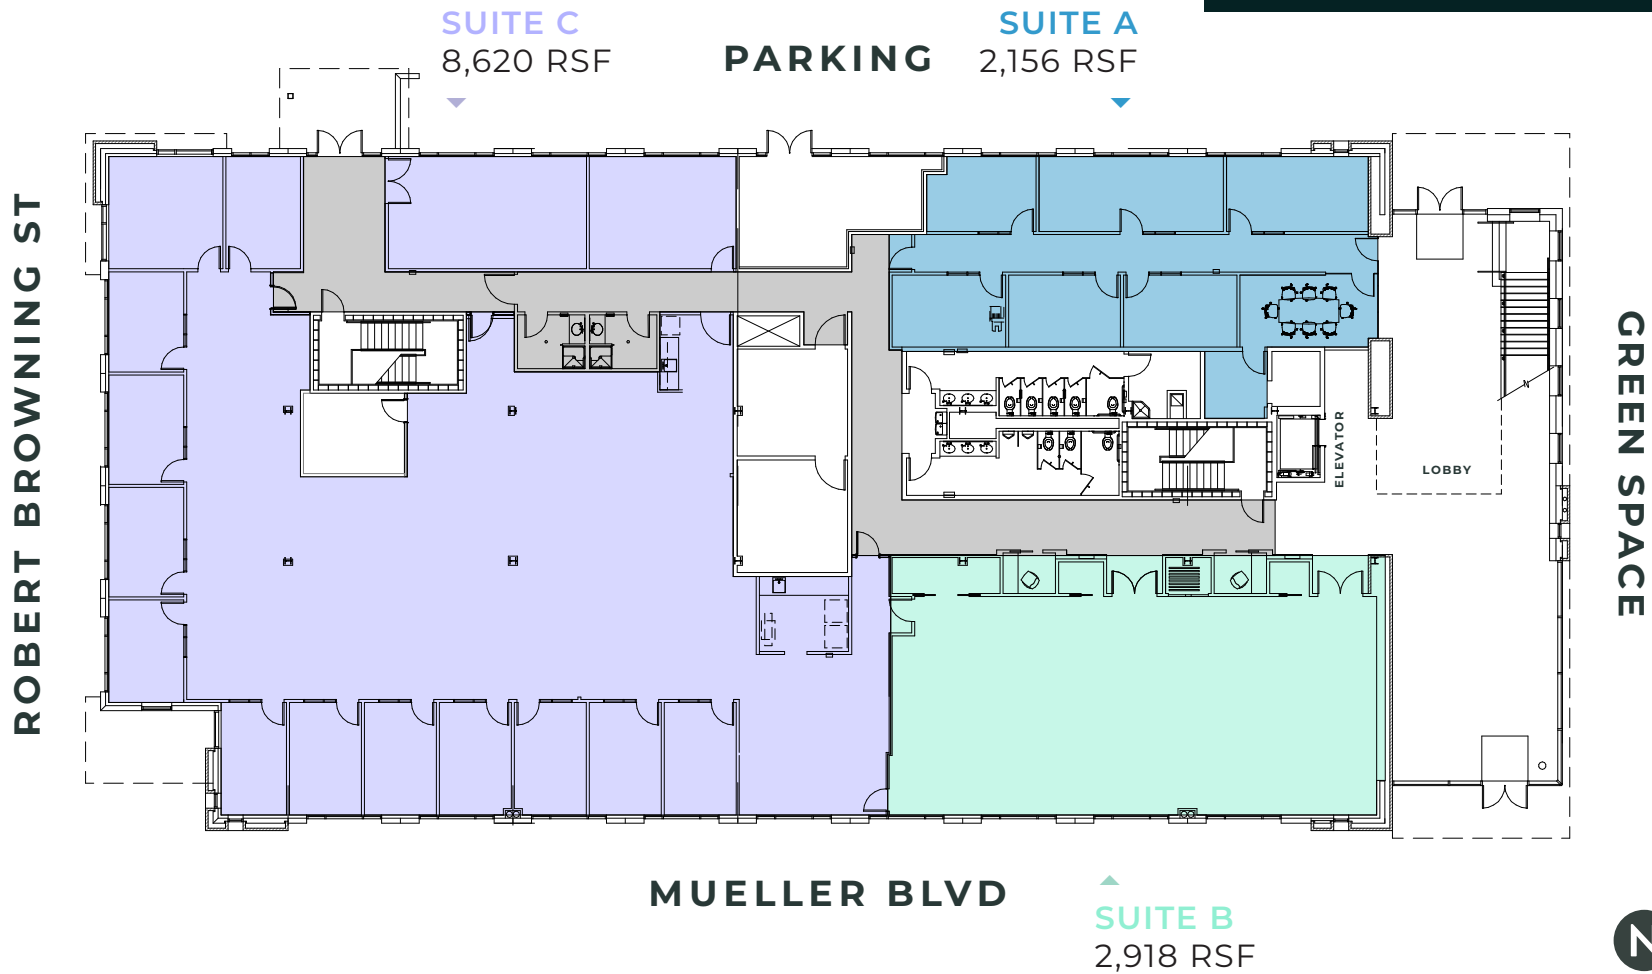 SUITE C
8,620 RSF
PARKING
SUITE A
2,156 RSF
ROBERT BROWNING ST
GREEN SPACE
ELEVATOR
LOBBY
N
MUELLER BLVD
SUITE B
2,918 RSF
N